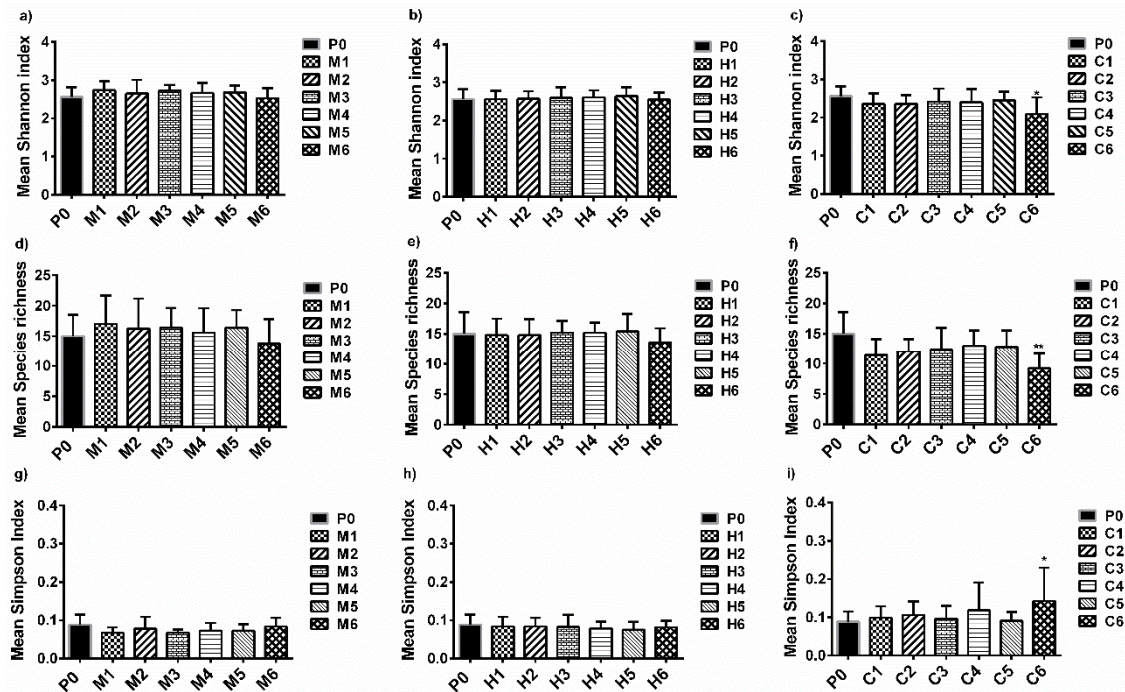 a)
Mean Shannon index
4
3
2
1
0
P0 M1 M2 M3 M4 M5 M6
P0
M1
M2
M3
M4
M5
M6
b)
Mean Shannon index
4
3
2
1
0
P0 H1 H2 H3 H4 H5 H6
P0
H1
H2
H3
H4
H5
H6
c)
Mean Shannon index
4
3
2
1
0
*
P0 C1 C2 C3 C4 C5 C6
P0
C1
C2
C3
C4
C5
C6
d)
Mean Species richness
25
20
15
10
5
0
P0 M1 M2 M3 M4 M5 M6
P0
M1
M2
M3
M4
M5
M6
e)
Mean Species richness
25
20
15
10
5
0
P0 H1 H2 H3 H4 H5 H6
P0
H1
H2
H3
H4
H5
H6
f)
Mean Species richness
25
20
15
10
5
0
**
P0 C1 C2 C3 C4 C5 C6
P0
C1
C2
C3
C4
C5
C6
g)
Mean Simpson Index
0.4
0.3
0.2
0.1
0.0
P0 M1 M2 M3 M4 M5 M6
P0
M1
M2
M3
M4
M5
M6
h)
Mean Simpson Index
0.4
0.3
0.2
0.1
0.0
P0 H1 H2 H3 H4 H5 H6
P0
H1
H2
H3
H4
H5
H6
i)
Mean Simpson Index
0.4
0.3
0.2
0.1
0.0
*
P0 C1 C2 C3 C4 C5 C6
P0
C1
C2
C3
C4
C5
C6